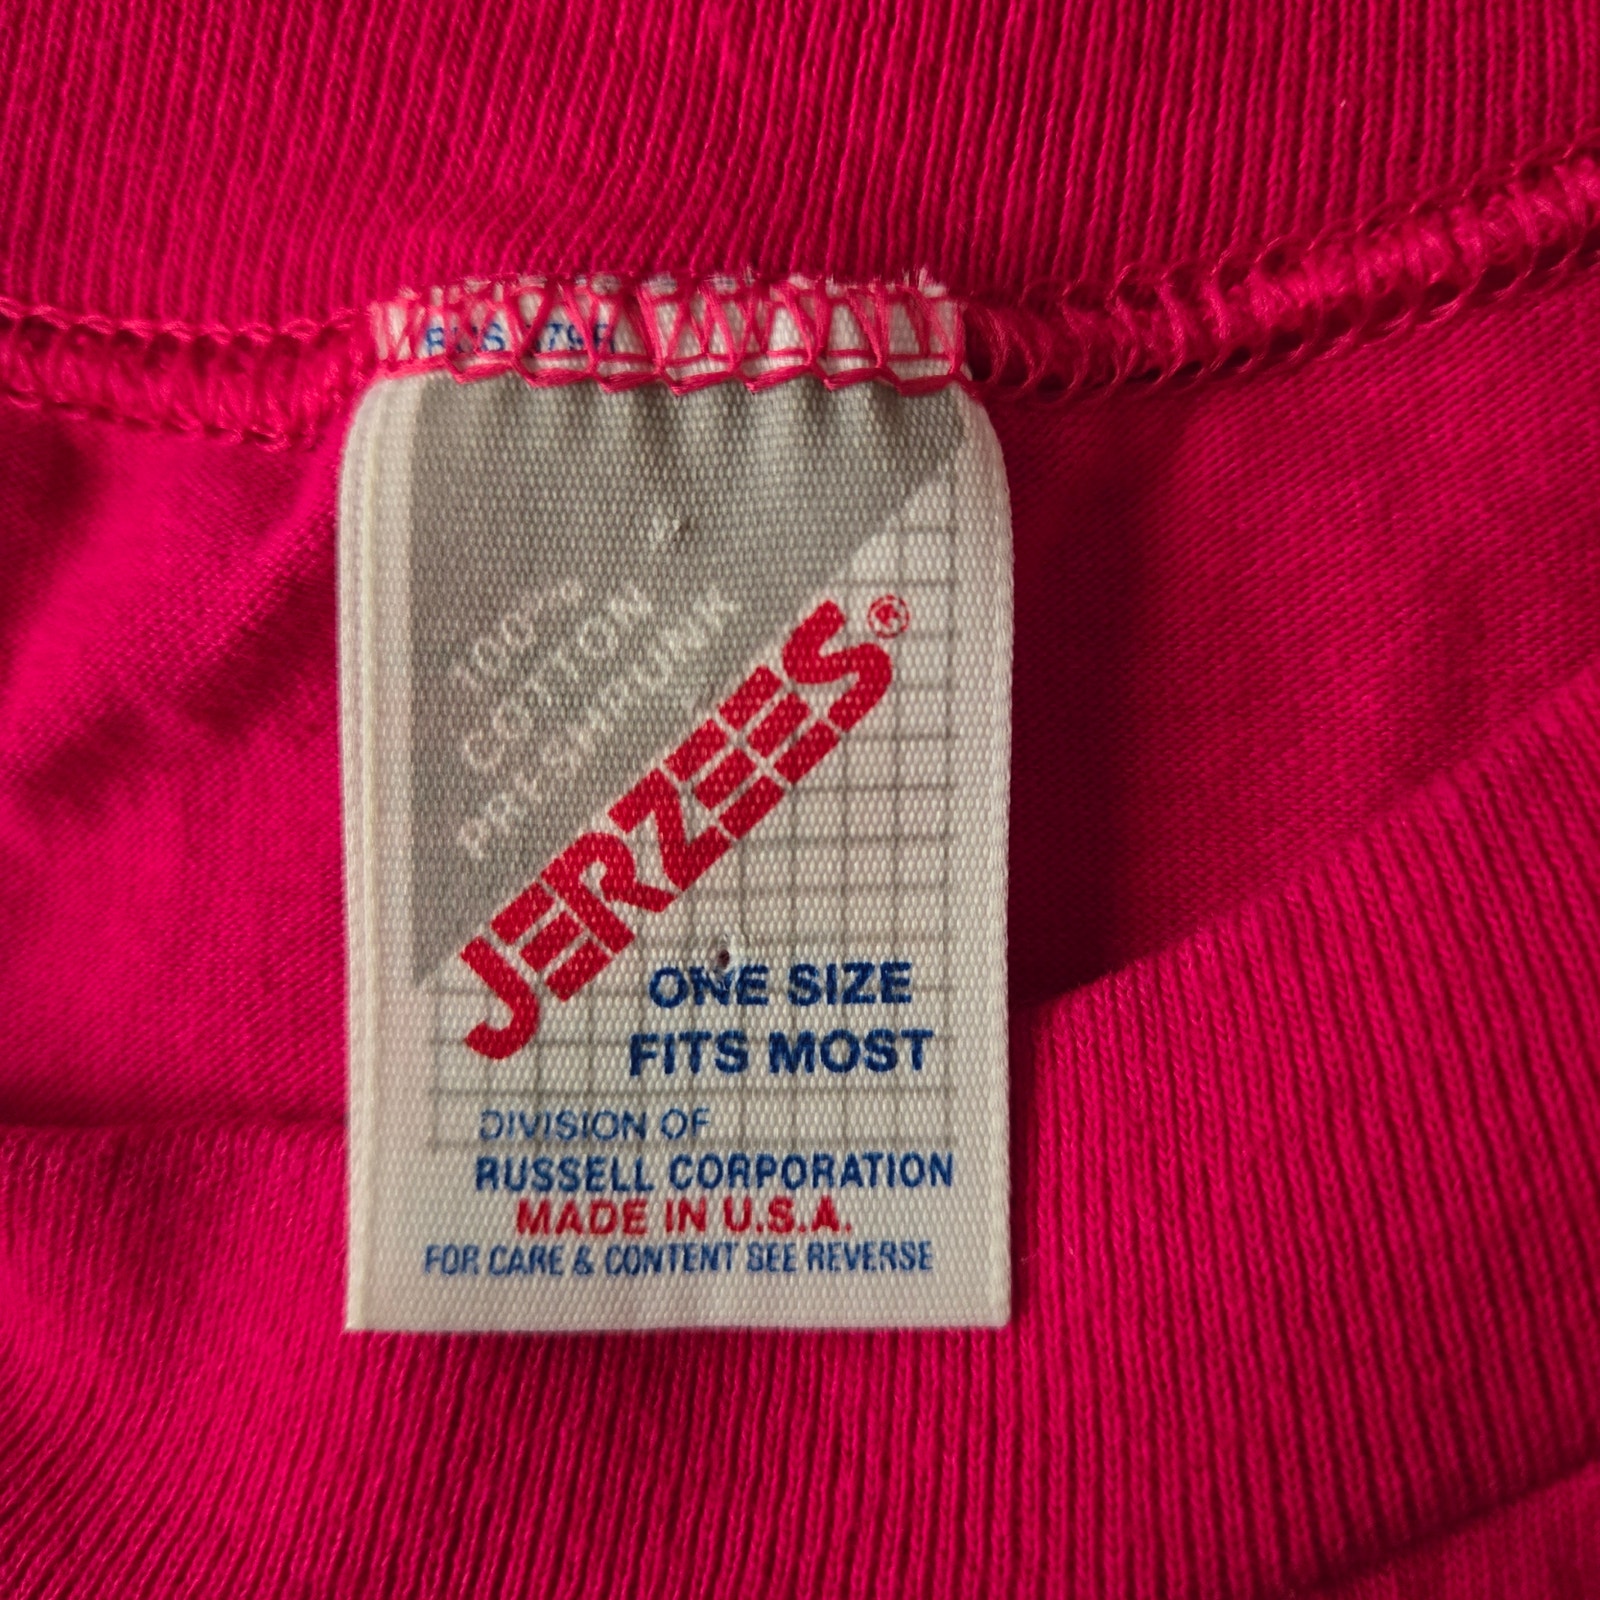 100%
COTTON
PRESHRUNK
JERZEES®
ONE SIZE
FITS MOST
DIVISION OF
RUSSELL CORPORATION
MADE IN U.S.A.
FOR CARE & CONTENT SEE REVERSE